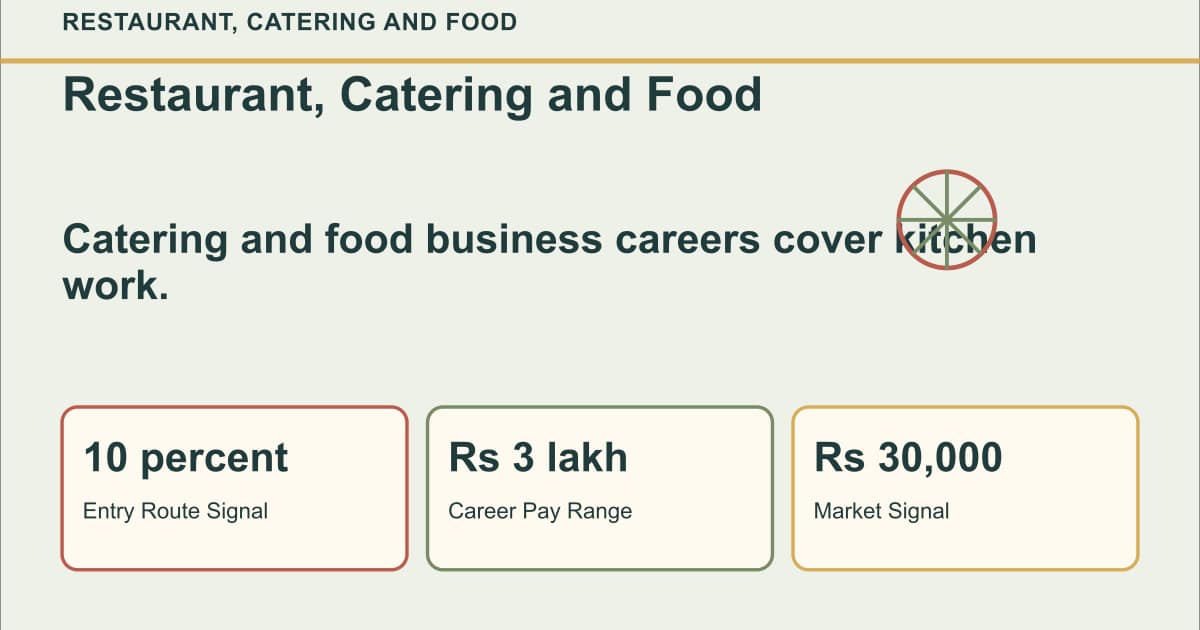 RESTAURANT, CATERING AND FOOD
Restaurant, Catering and Food
Catering and food business careers cover kitchen
work.
10 percent
Entry Route Signal
Rs 3 lakh
Career Pay Range
Rs 30,000
Market Signal